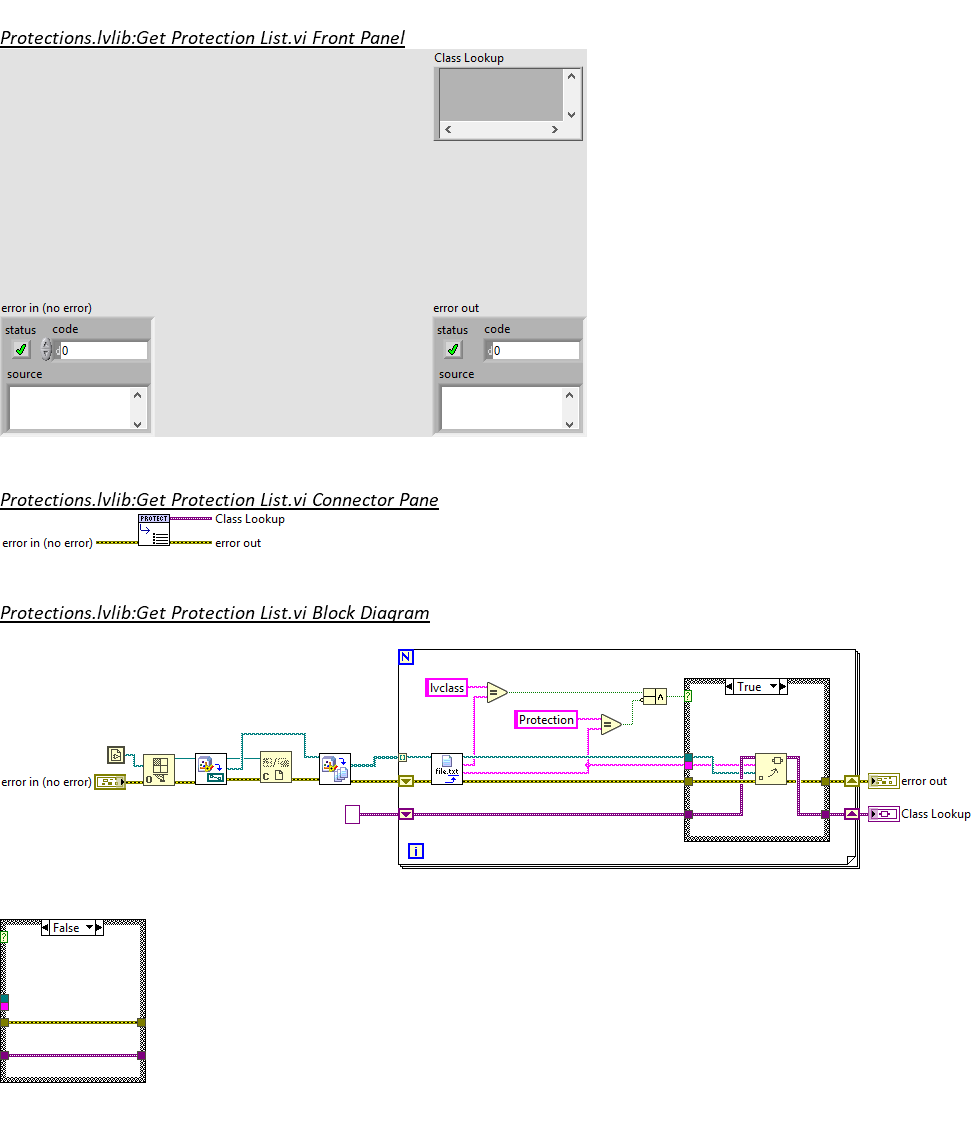 Protections.lvlib:Get Protection List.vi Front Panel
Class Lookup
error in (no error)
status code
0
source
error out
status code
0
source
Protections.lvlib:Get Protection List.vi Connector Pane
PROTECT
Class Lookup
error in (no error)
error out
Protections.lvlib:Get Protection List.vi Block Diagram
N
lvclass
True
Protection
file.txt
error in (no error)
error out
Class Lookup
i
False